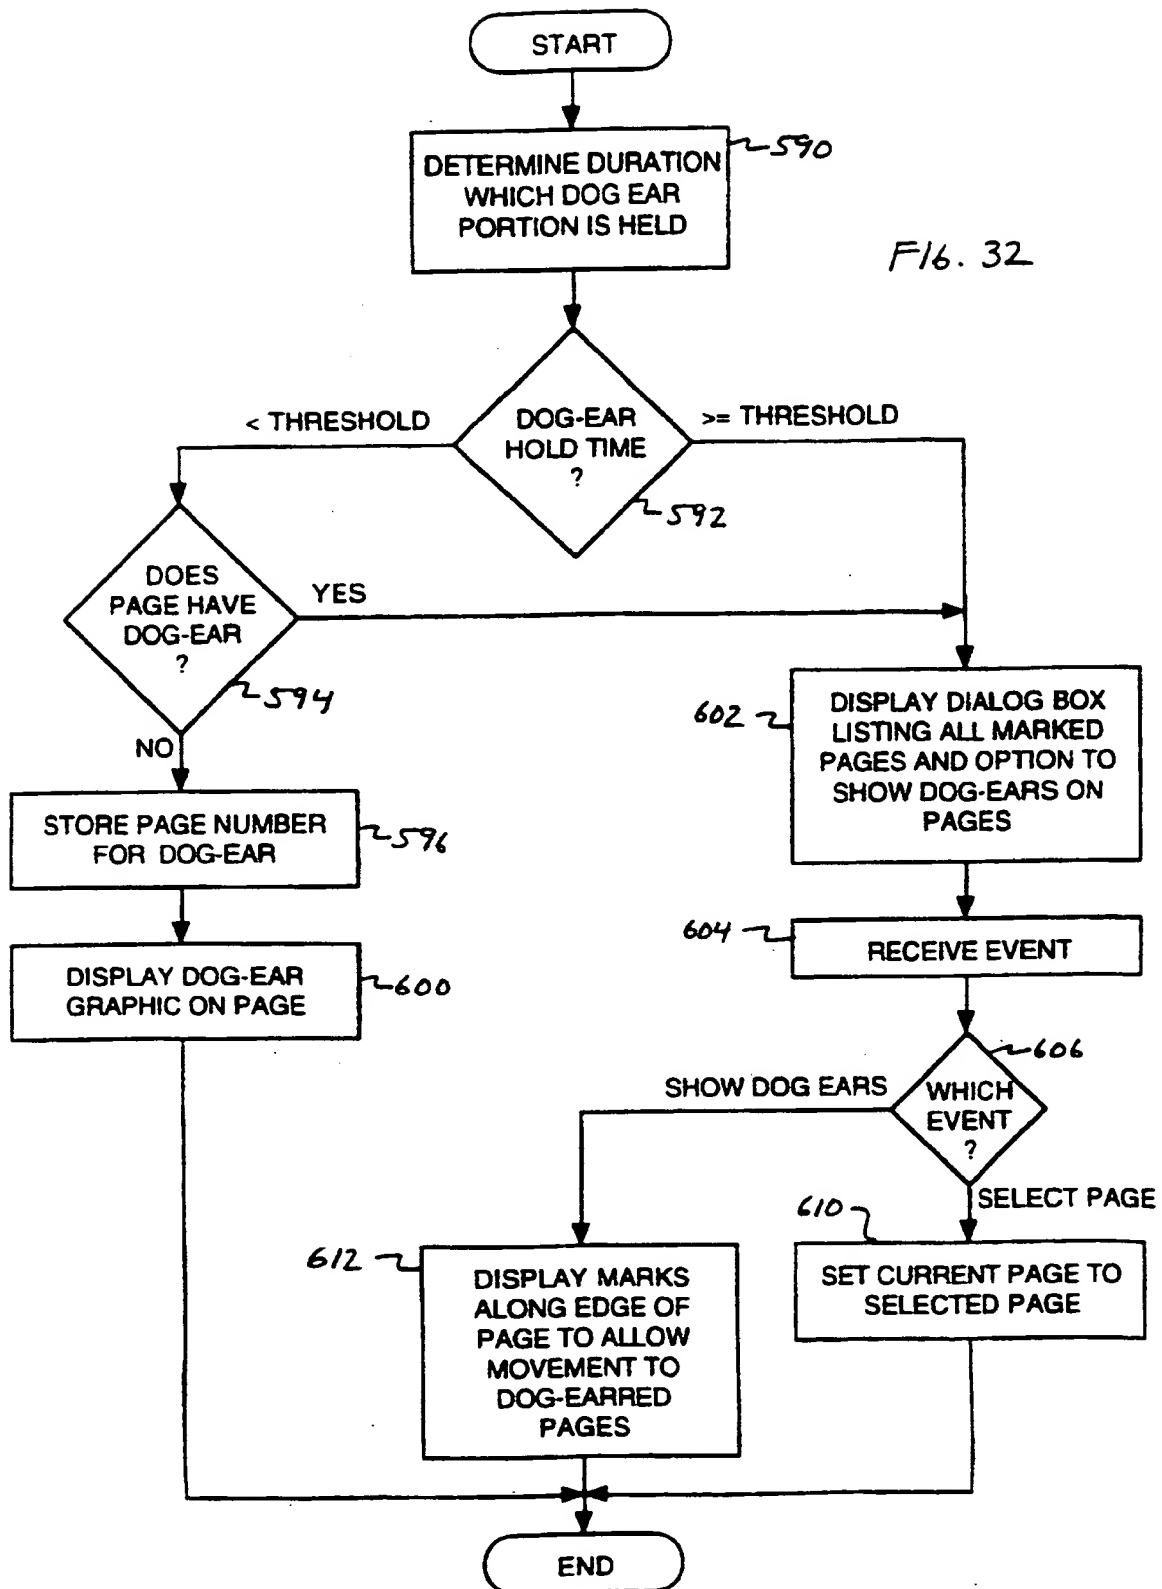 START
DETERMINE DURATION
WHICH DOG EAR
PORTION IS HELD
590
FIG. 32
DOG-EAR
HOLD TIME
?
592
< THRESHOLD
>= THRESHOLD
DOES
PAGE HAVE
DOG-EAR
?
594
YES
NO
STORE PAGE NUMBER
FOR DOG-EAR
596
DISPLAY DOG-EAR
GRAPHIC ON PAGE
600
602
DISPLAY DIALOG BOX
LISTING ALL MARKED
PAGES AND OPTION TO
SHOW DOG-EARS ON
PAGES
604
RECEIVE EVENT
606
WHICH
EVENT
?
SHOW DOG EARS
SELECT PAGE
610
SET CURRENT PAGE TO
SELECTED PAGE
612
DISPLAY MARKS
ALONG EDGE OF
PAGE TO ALLOW
MOVEMENT TO
DOG-EARRED
PAGES
END